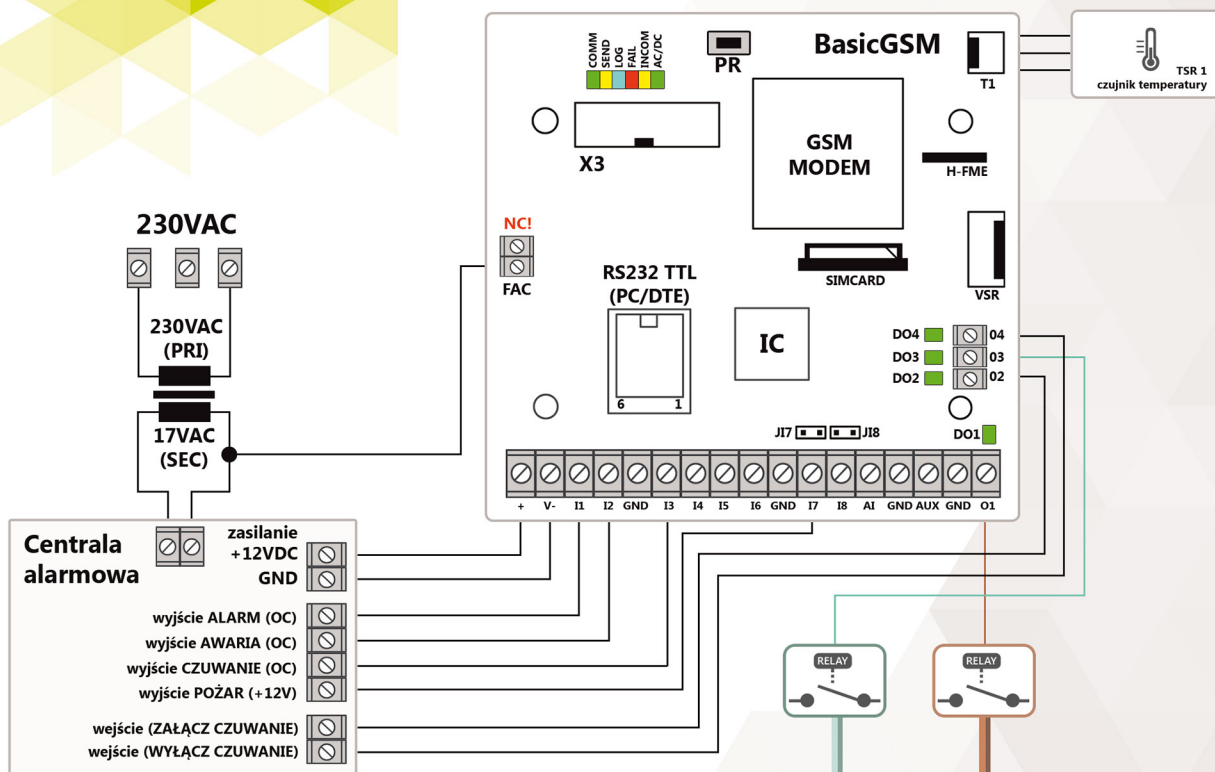 COMM
SEND
LOG
FAIL
INCOM
AC/DC
PR
BasicGSM
T1
TSR 1
czujnik temperatury
X3
GSM
MODEM
H-FME
230VAC
NC!
FAC
RS232 TTL
(PC/DTE)
6 1
SIMCARD
VSR
IC
230VAC
(PRI)
17VAC
(SEC)
DO4 04
DO3 03
DO2 02
JI7 JI8
DO1
+ V- I1 I2 GND I3 I4 I5 I6 GND I7 I8 AI GND AUX GND O1
Centrala
alarmowa
zasilanie
+12VDC
GND
wyjście ALARM (OC)
wyjście AWARIA (OC)
wyjście CZUWANIE (OC)
wyjście POŻAR (+12V)
wejście (ZAŁĄCZ CZUWANIE)
wejście (WYŁĄCZ CZUWANIE)
RELAY
RELAY